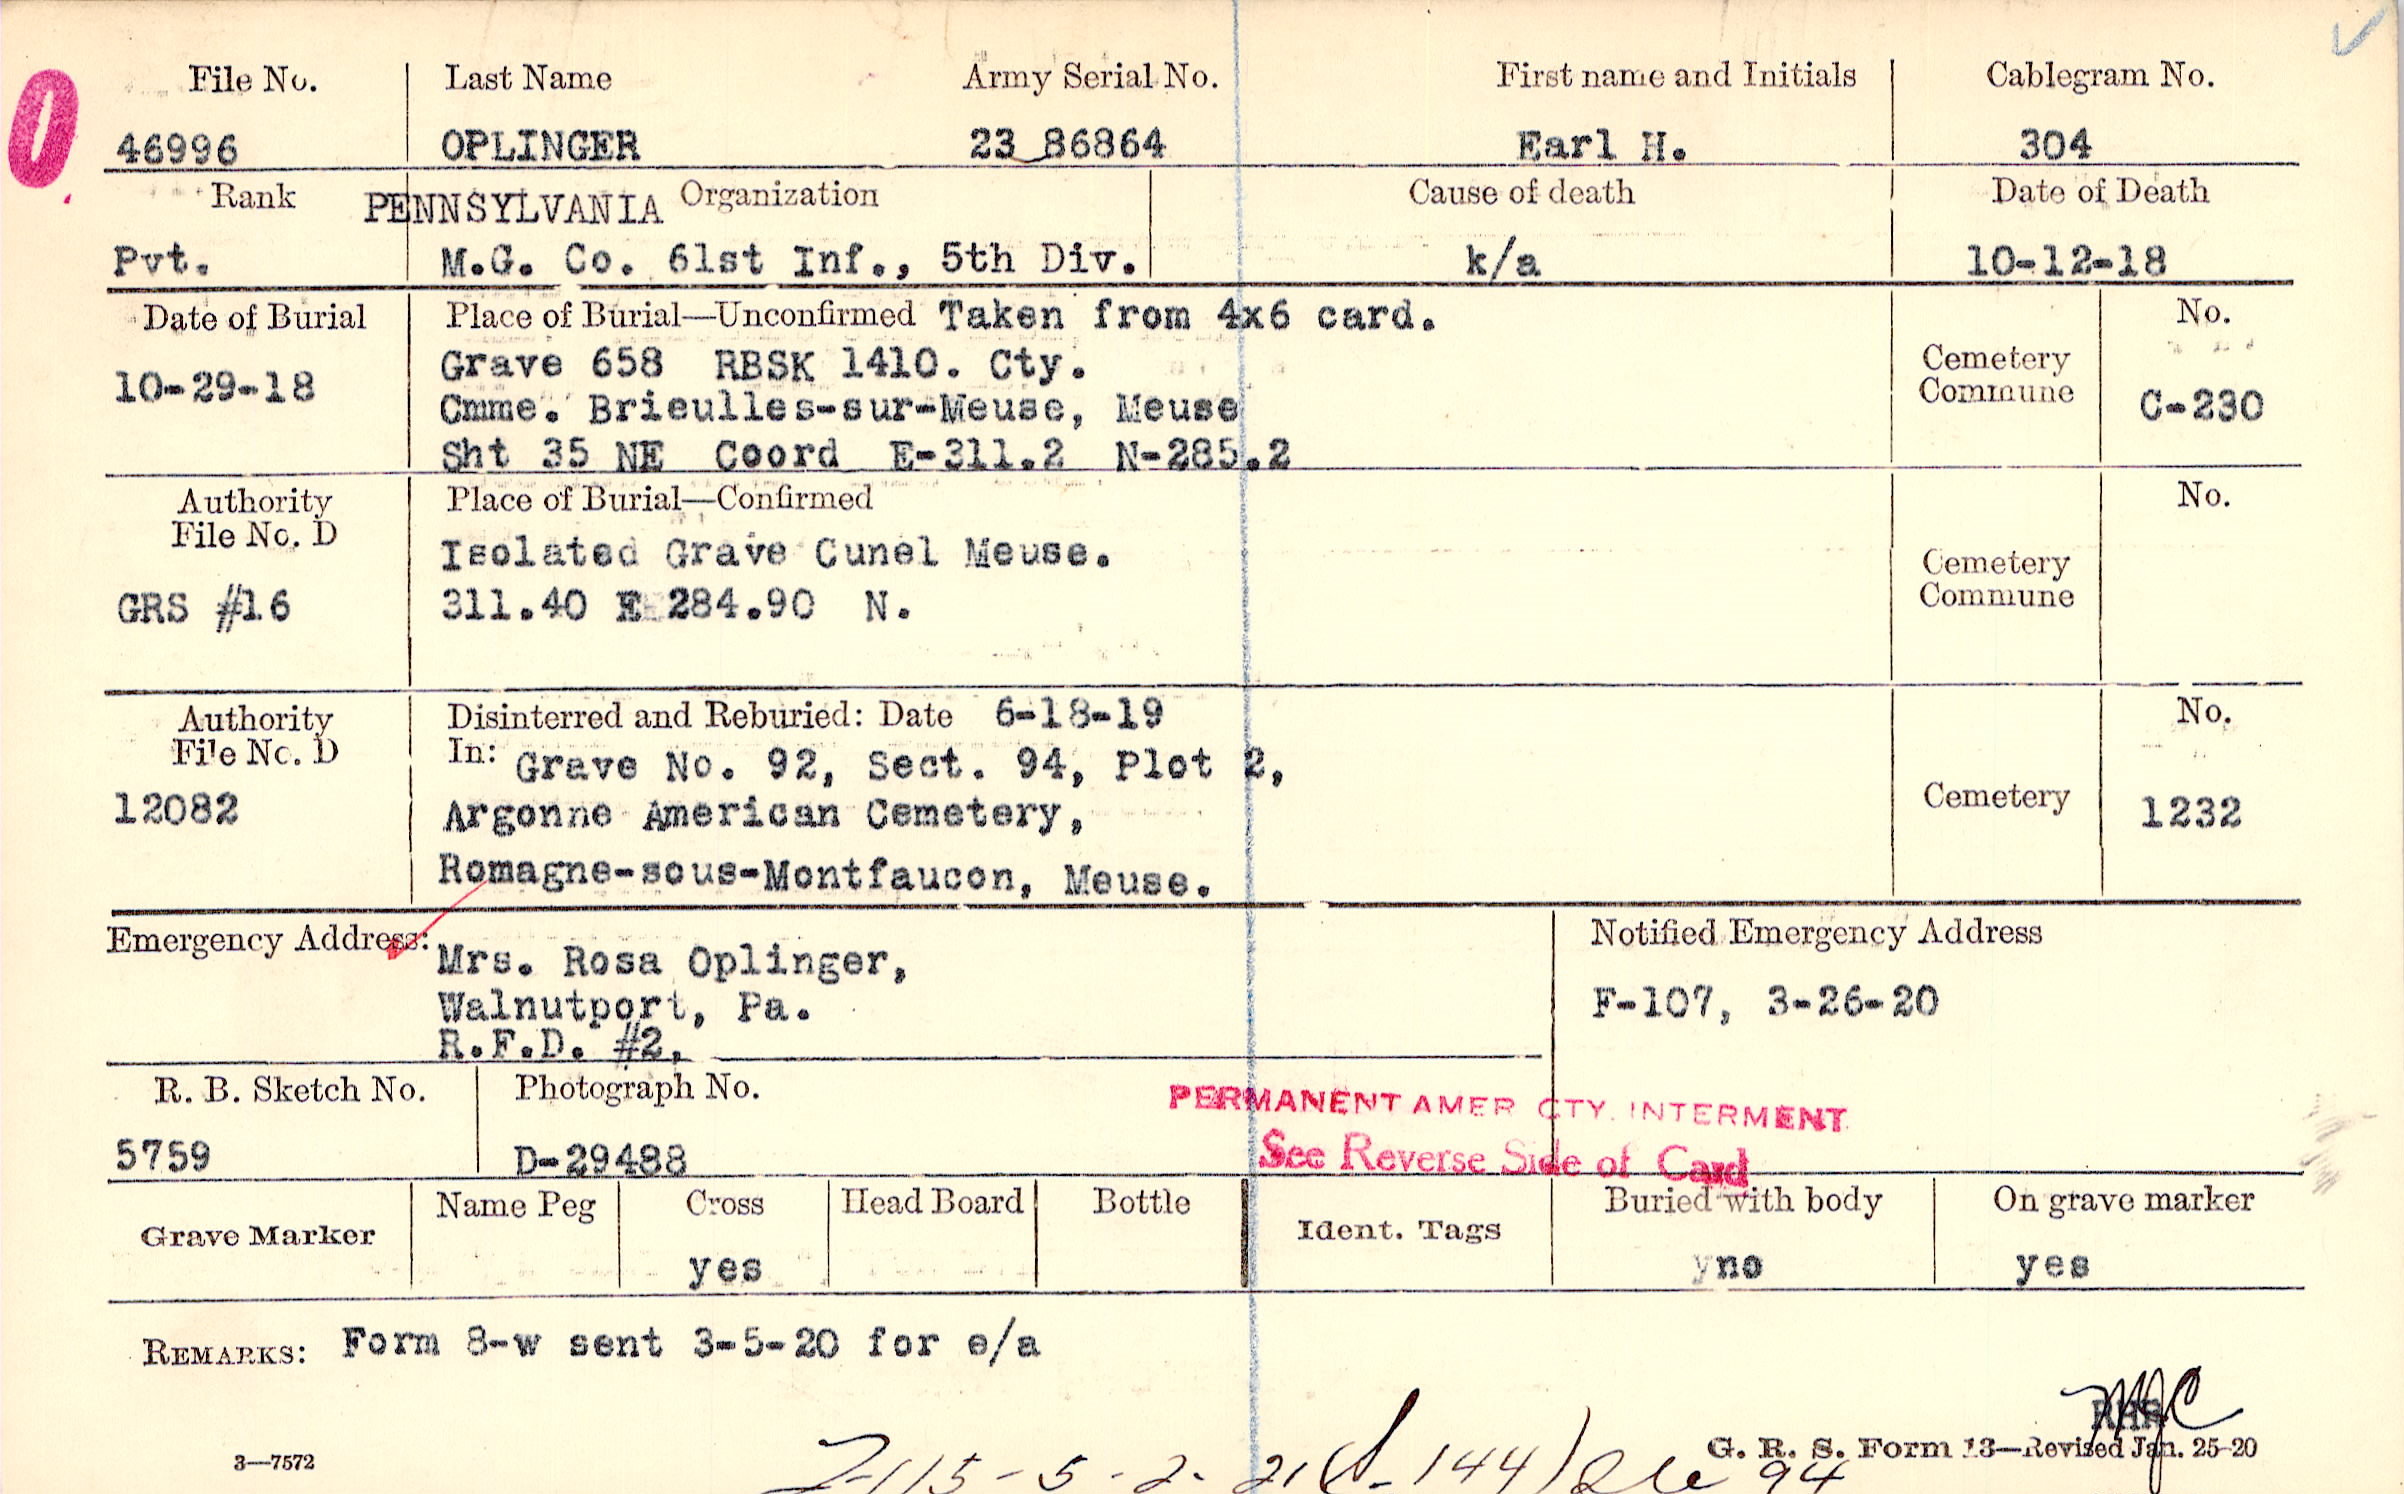 File No. Last Name Army Serial No. First name and Initials Cablegram No.
46996 OPLINGER 23 86864 Earl H. 304
Rank PENNSYLVANIA Organization Cause of death Date of Death
Pvt. M.G. Co. 61st Inf., 5th Div. k/a 10-12-18
Date of Burial Place of Burial—Unconfirmed Taken from 4x6 card. No.
10-29-18 Grave 658 RBSK 1410. Cty. Cemetery
Cmme. Brieulles-sur-Meuse, Meuse Commune C-230
Sht 35 NE Coord E-311.2 N-285.2
Authority Place of Burial—Confirmed No.
File No. D
Isolated Grave Cunel Meuse. Cemetery
GRS #16 311.40 E 284.90 N. Commune
Authority Disinterred and Reburied: Date 6-18-19 No.
File No. D In: Grave No. 92, Sect. 94, Plot 2,
12082 Argonne American Cemetery, Cemetery 1232
Romagne-sous-Montfaucon, Meuse.
Emergency Address: Mrs. Rosa Oplinger, Notified Emergency Address
Walnutport, Pa. F-107, 3-26-20
R.F.D. #2,
R. B. Sketch No. Photograph No. PERMANENT AMER CTY. INTERMENT
5759 D-29488 See Reverse Side of Card
Grave Marker Name Peg Cross Head Board Bottle Ident. Tags Buried with body On grave marker
yes no yes
REMARKS: Form 8-w sent 3-5-20 for e/a
3—7572 G. R. S. Form 13—Revised Jan. 25-20
5-2-21 144) 94